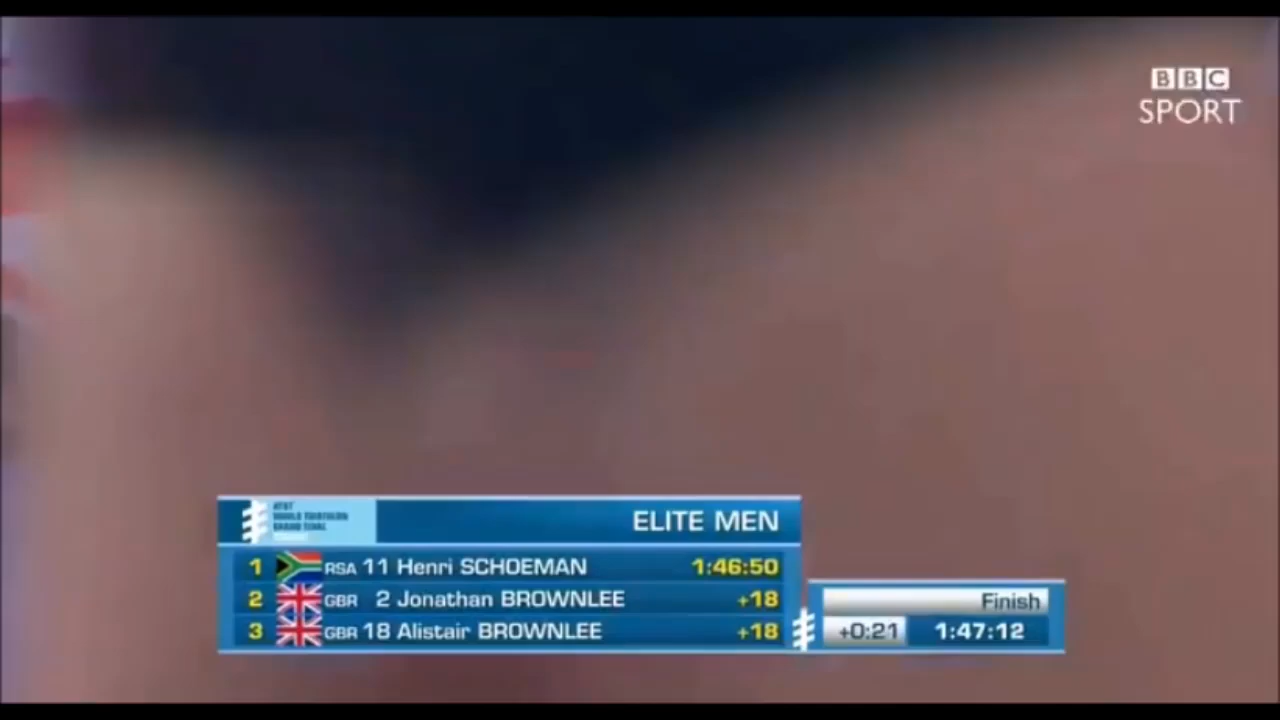 BBC
SPORT
ELITE MEN
1 RSA 11 Henri SCHOEMAN 1:46:50
2 GBR 2 Jonathan BROWNLEE +18
3 GBR 18 Alistair BROWNLEE +18
Finish
+0:21 1:47:12